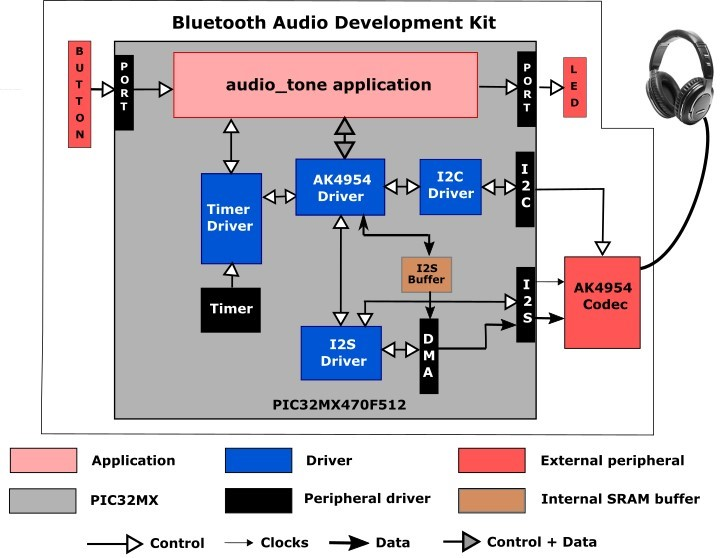 Bluetooth Audio Development Kit
BUTTON
PORT
audio_tone application
PORT
LED
AK4954
Driver
I2C
Driver
I2C
Timer
Driver
I2S
Buffer
I2S
AK4954
Codec
Timer
I2S
Driver
DMA
PIC32MX470F512
Application
Driver
External peripheral
PIC32MX
Peripheral driver
Internal SRAM buffer
Control
Clocks
Data
Control + Data